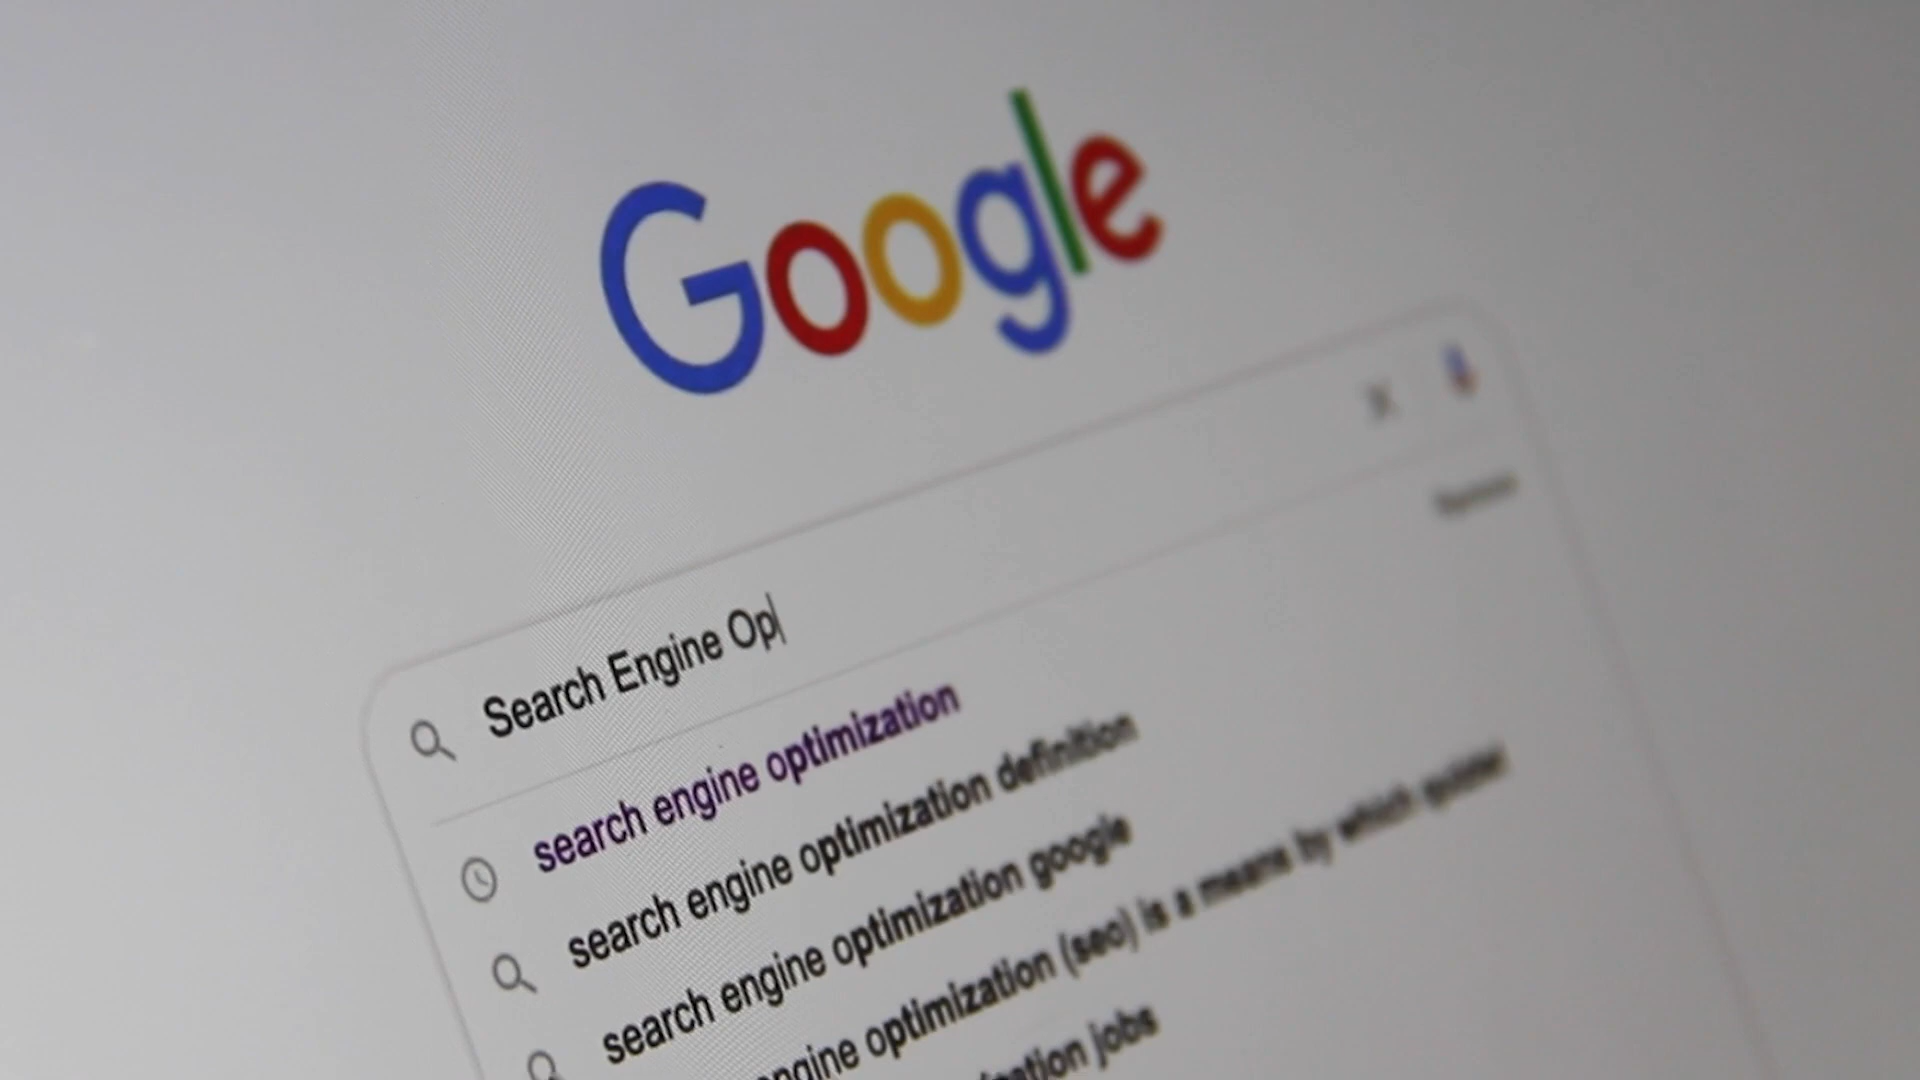 Google
Search Engine Op
search engine optimization
search engine optimization definition
search engine optimization google
engine optimization (seo) is a means by which
jobs